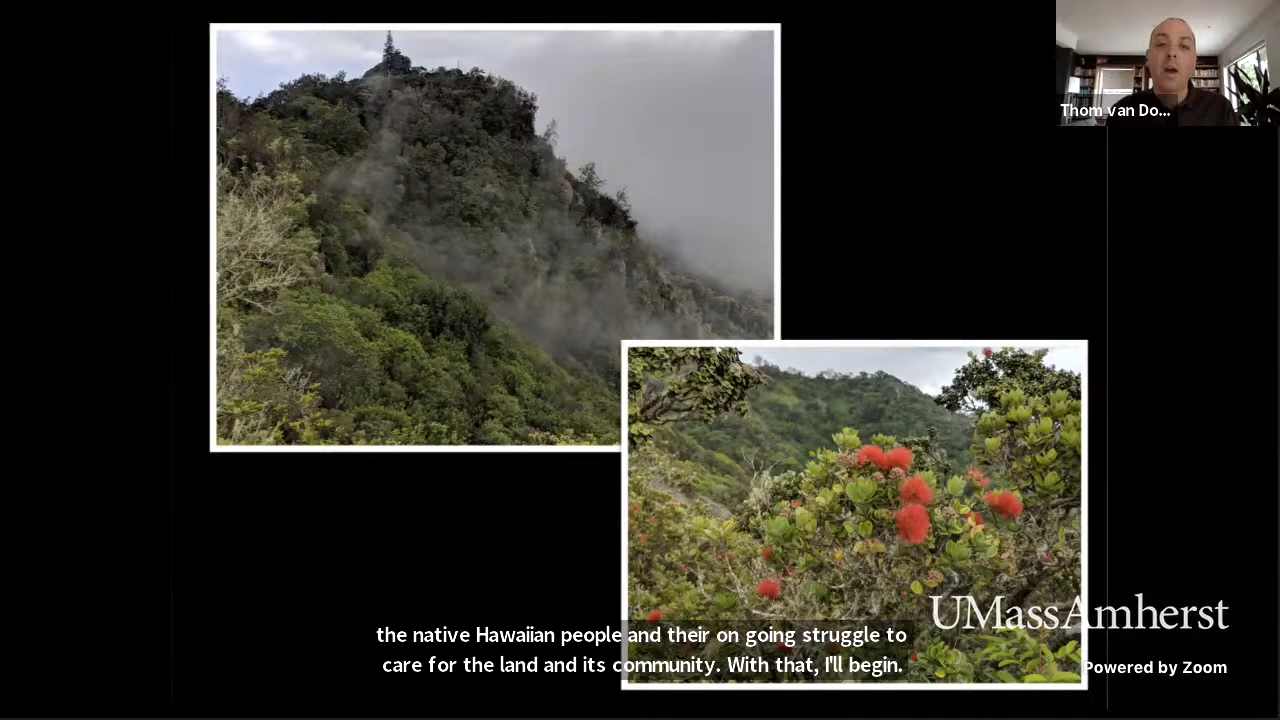 Thom van Do...
UMassAmherst
the native Hawaiian people and their on going struggle to
care for the land and its community. With that, I'll begin.
Powered by Zoom